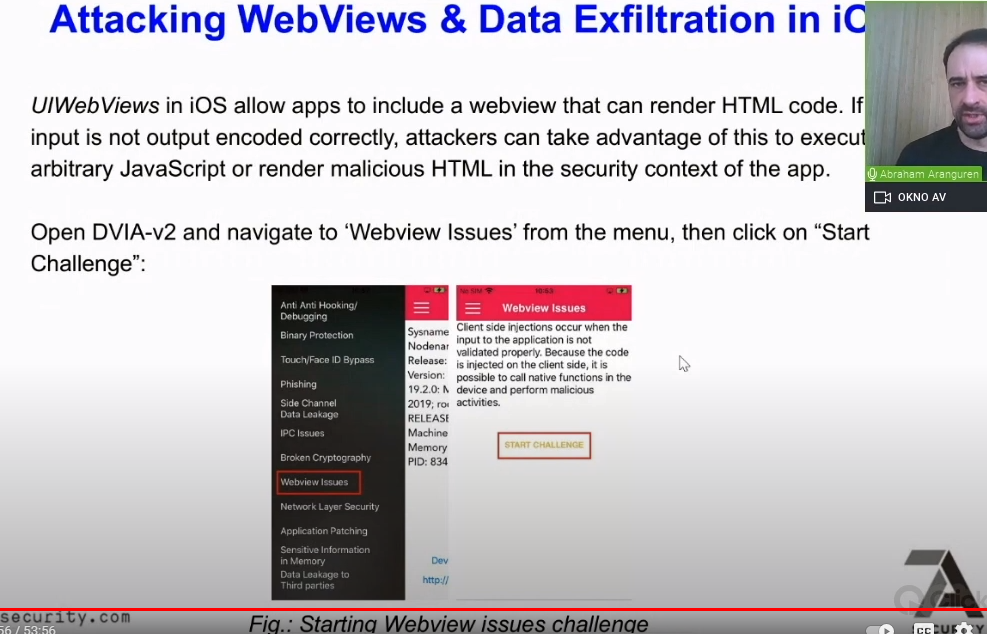 Attacking WebViews & Data Exfiltration in iO
UIWebViews in iOS allow apps to include a webview that can render HTML code. If
input is not output encoded correctly, attackers can take advantage of this to execut
arbitrary JavaScript or render malicious HTML in the security context of the app.
Abraham Aranguren
OKNO AV
Open DVIA-v2 and navigate to ‘Webview Issues’ from the menu, then click on “Start
Challenge”:
Anti Anti Hooking/
Debugging
Binary Protection
Touch/Face ID Bypass
Phishing
Side Channel
Data Leakage
IPC Issues
Broken Cryptography
Webview Issues
Network Layer Security
Application Patching
Sensitive Information
in Memory
Data Leakage to
Third parties
Sysname
Nodenar
Release:
Version:
19.2.0: M
2019; roo
RELEASE
Machine
Memory
PID: 834
Dev
http://
No SIM
10:53
Webview Issues
Client side injections occur when the
input to the application is not
validated properly. Because the code
is injected on the client side, it is
possible to call native functions in the
device and perform malicious
activities.
START CHALLENGE
security.com
56 / 53:56
Fig.: Starting Webview issues challenge
CC